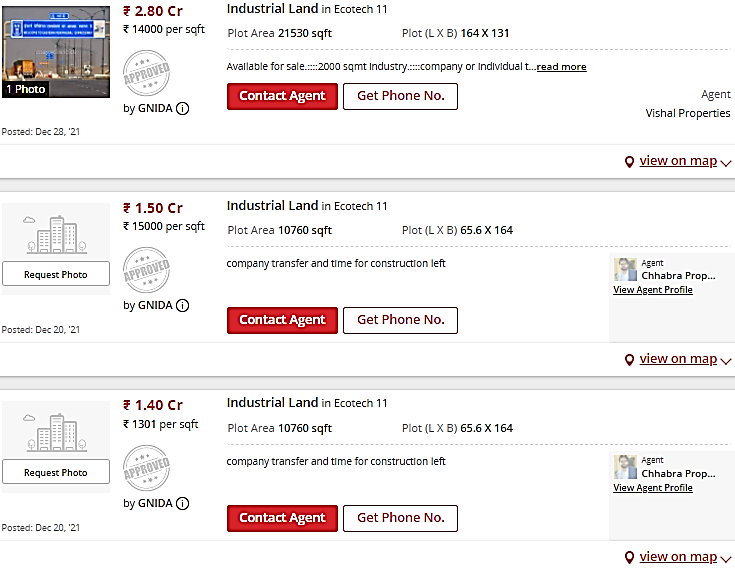 ₹ 2.80 Cr
₹ 14000 per sqft
APPROVED
by GNIDA
1 Photo
Posted: Dec 28, '21
Industrial Land in Ecotech 11
Plot Area 21530 sqft Plot (L X B) 164 X 131
Available for sale.::::2000 sqmt Industry.::::company or Individual t...read more
Contact Agent Get Phone No.
Agent
Vishal Properties
view on map
₹ 1.50 Cr
₹ 15000 per sqft
APPROVED
by GNIDA
Request Photo
Posted: Dec 20, '21
Industrial Land in Ecotech 11
Plot Area 10760 sqft Plot (L X B) 65.6 X 164
company transfer and time for construction left
Contact Agent Get Phone No.
Agent
Chhabra Prop...
View Agent Profile
view on map
₹ 1.40 Cr
₹ 1301 per sqft
APPROVED
by GNIDA
Request Photo
Posted: Dec 20, '21
Industrial Land in Ecotech 11
Plot Area 10760 sqft Plot (L X B) 65.6 X 164
company transfer and time for construction left
Contact Agent Get Phone No.
Agent
Chhabra Prop...
View Agent Profile
view on map